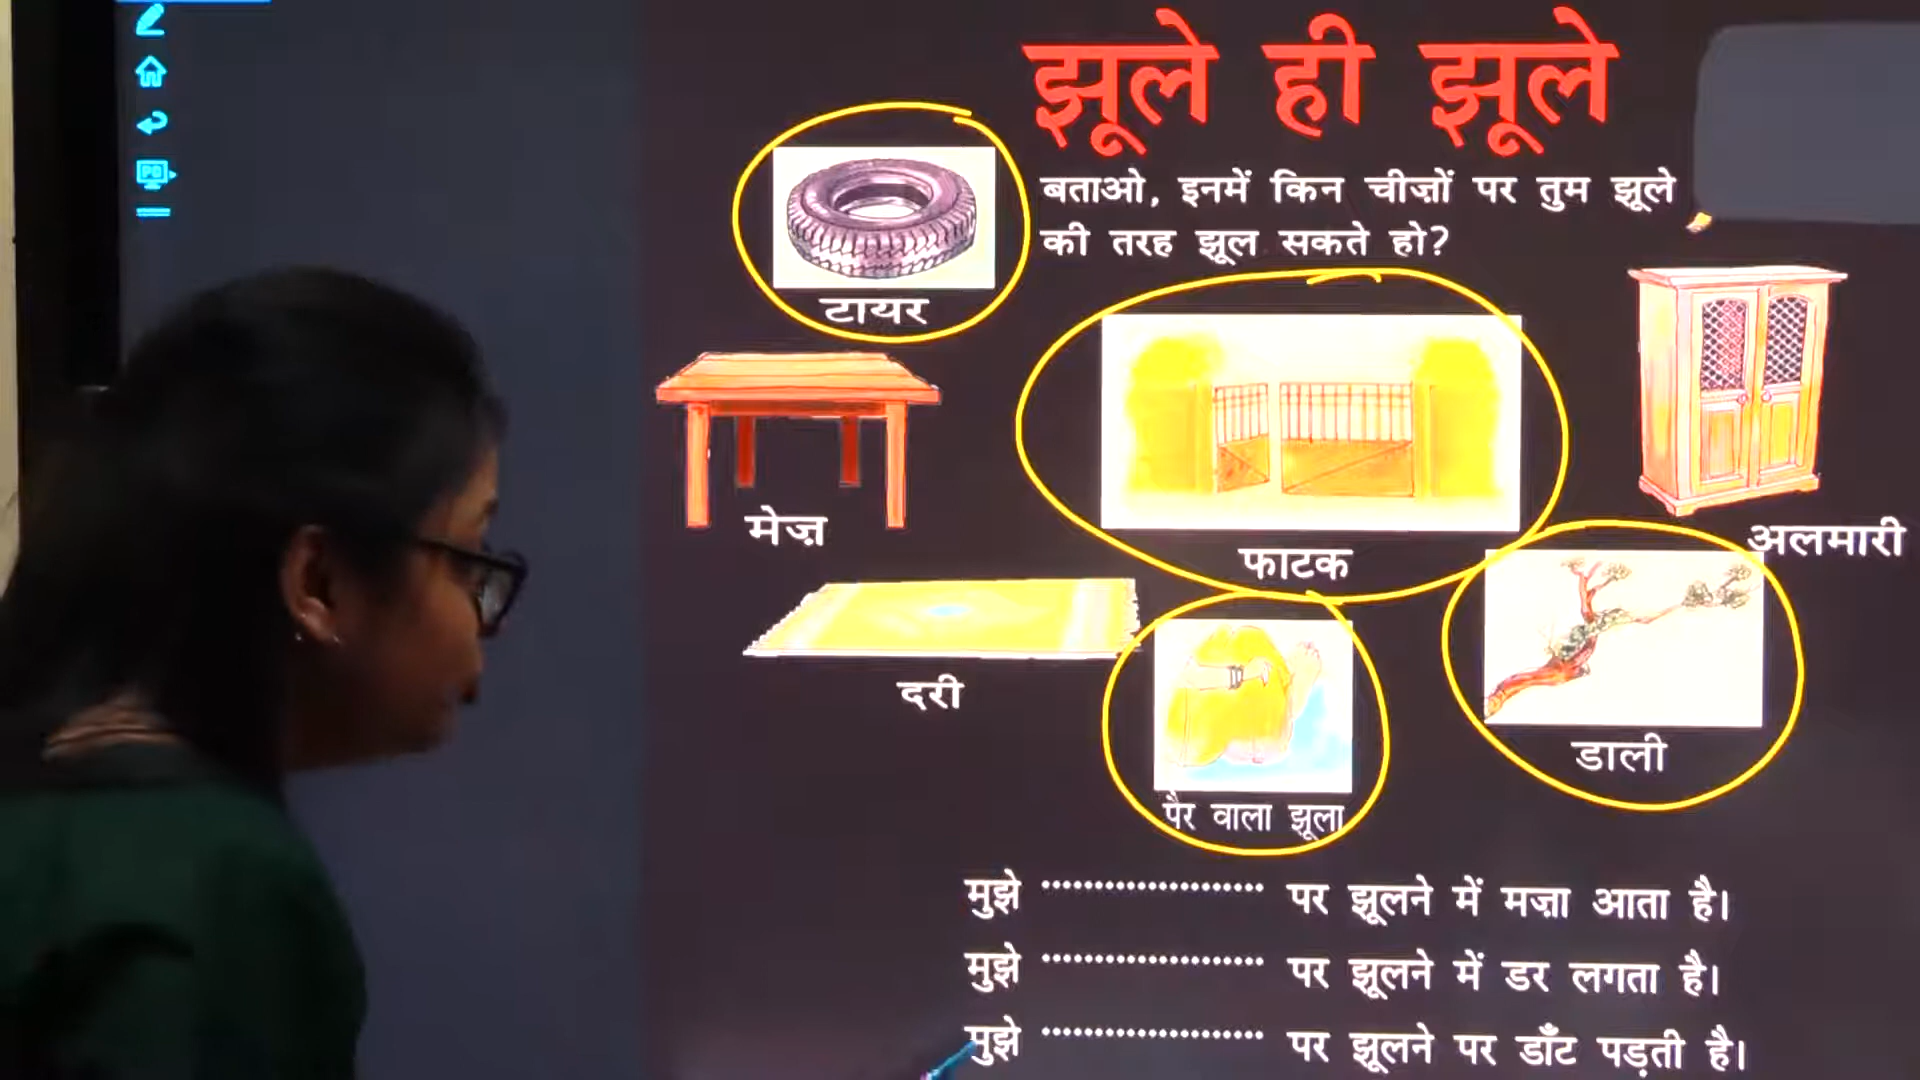 झूले ही झूले
बताओ, इनमें किन चीज़ों पर तुम झूले
की तरह झूल सकते हो?
टायर
मेज़
फाटक
अलमारी
दरी
पैर वाला झूला
डाली
मुझे ························ पर झूलने में मज़ा आता है।
मुझे ························ पर झूलने में डर लगता है।
मुझे ························ पर झूलने पर डाँट पड़ती है।